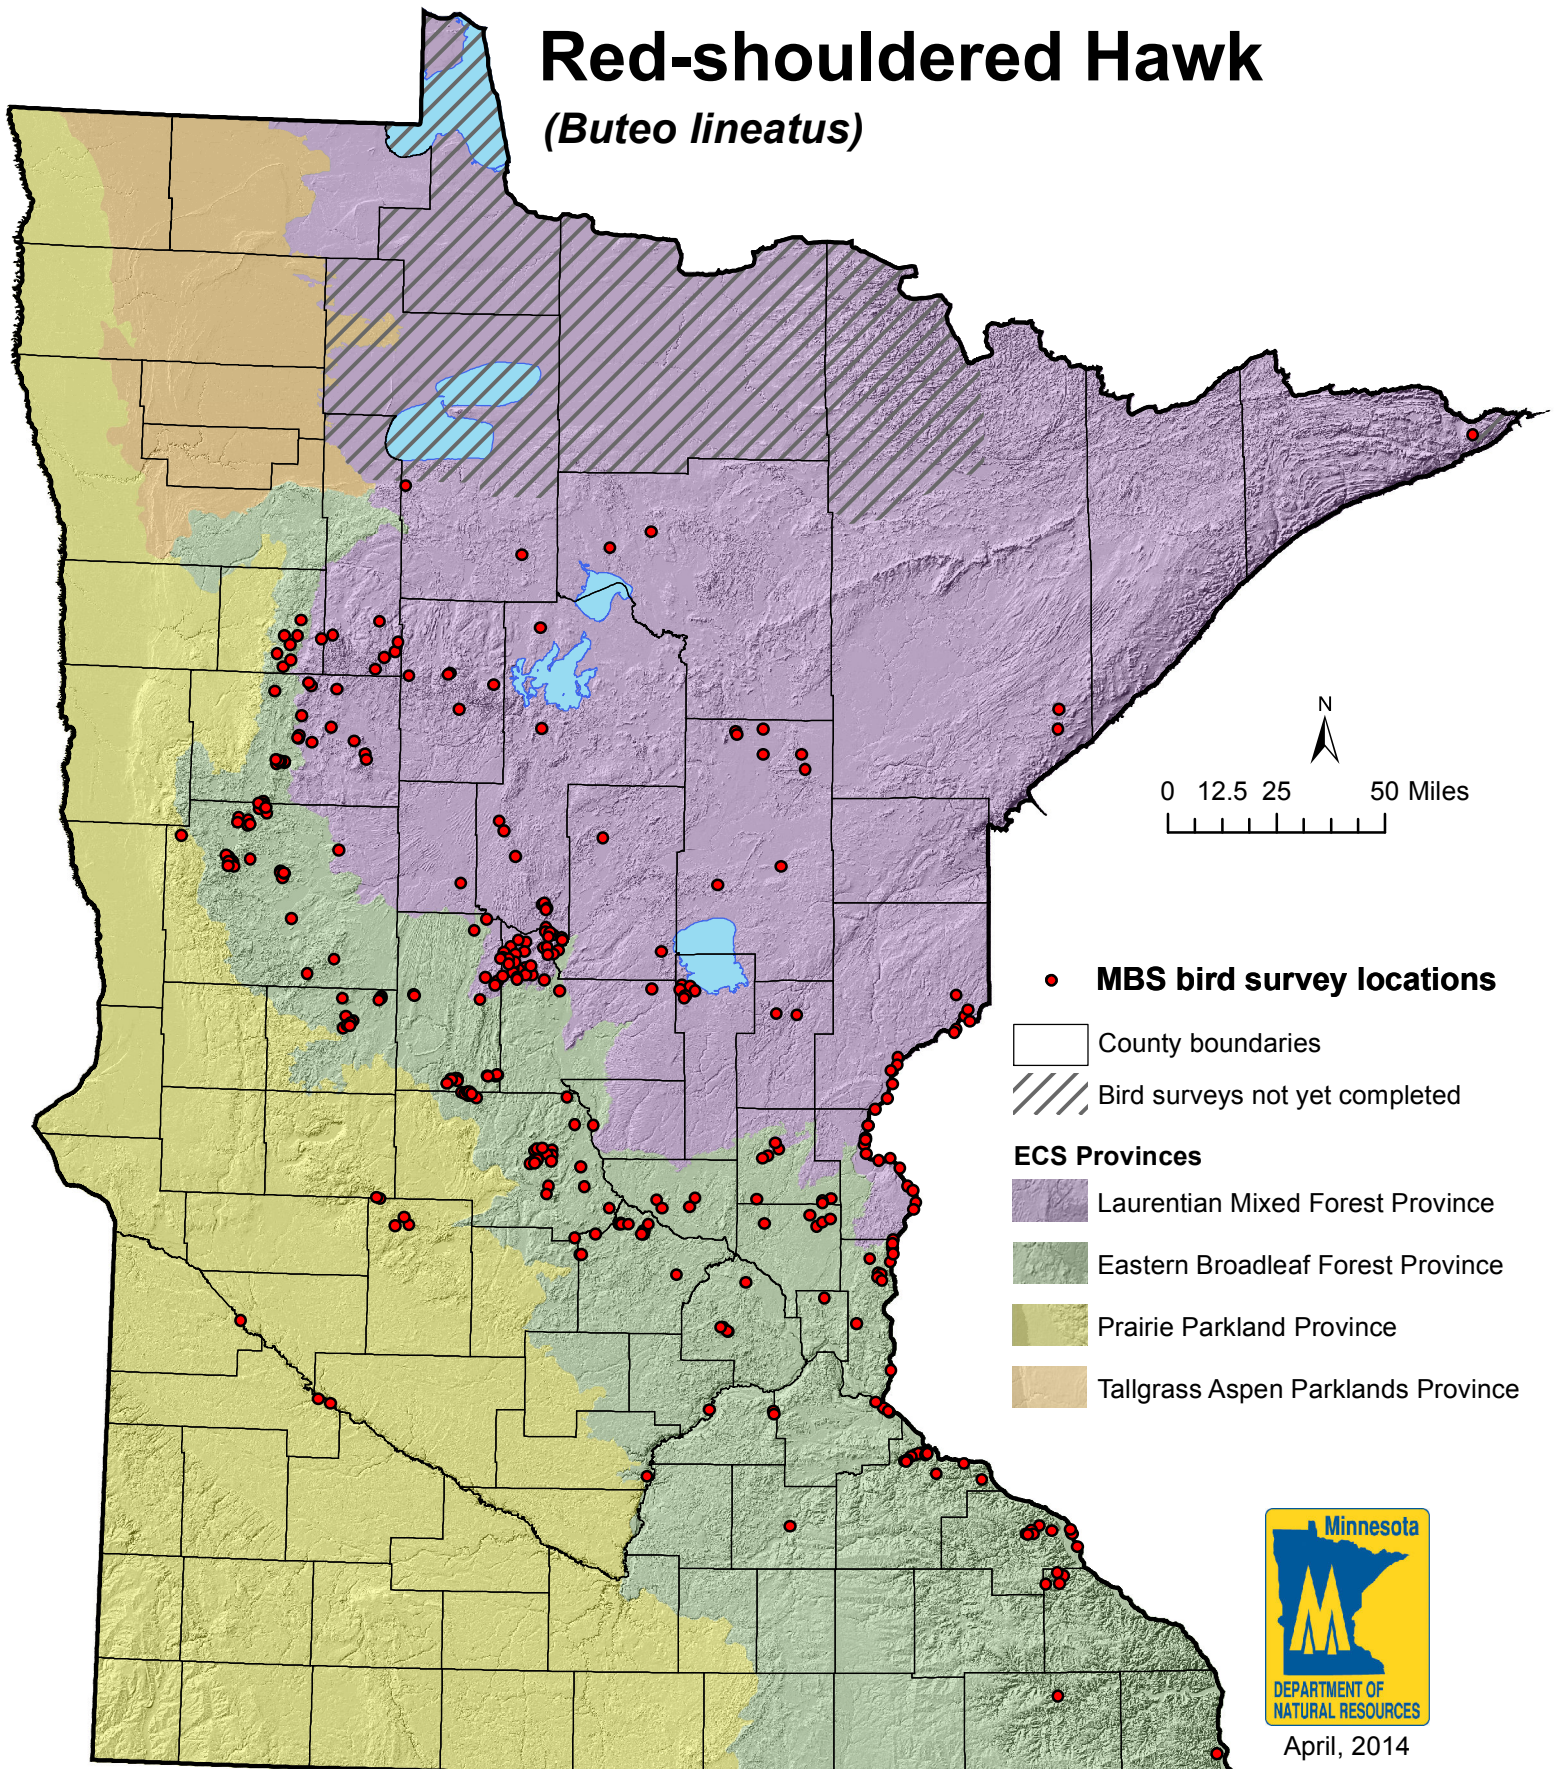 Red-shouldered Hawk
(Buteo lineatus)
N
0 12.5 25 50 Miles
MBS bird survey locations
County boundaries
Bird surveys not yet completed
ECS Provinces
Laurentian Mixed Forest Province
Eastern Broadleaf Forest Province
Prairie Parkland Province
Tallgrass Aspen Parklands Province
Minnesota
DEPARTMENT OF
NATURAL RESOURCES
April, 2014